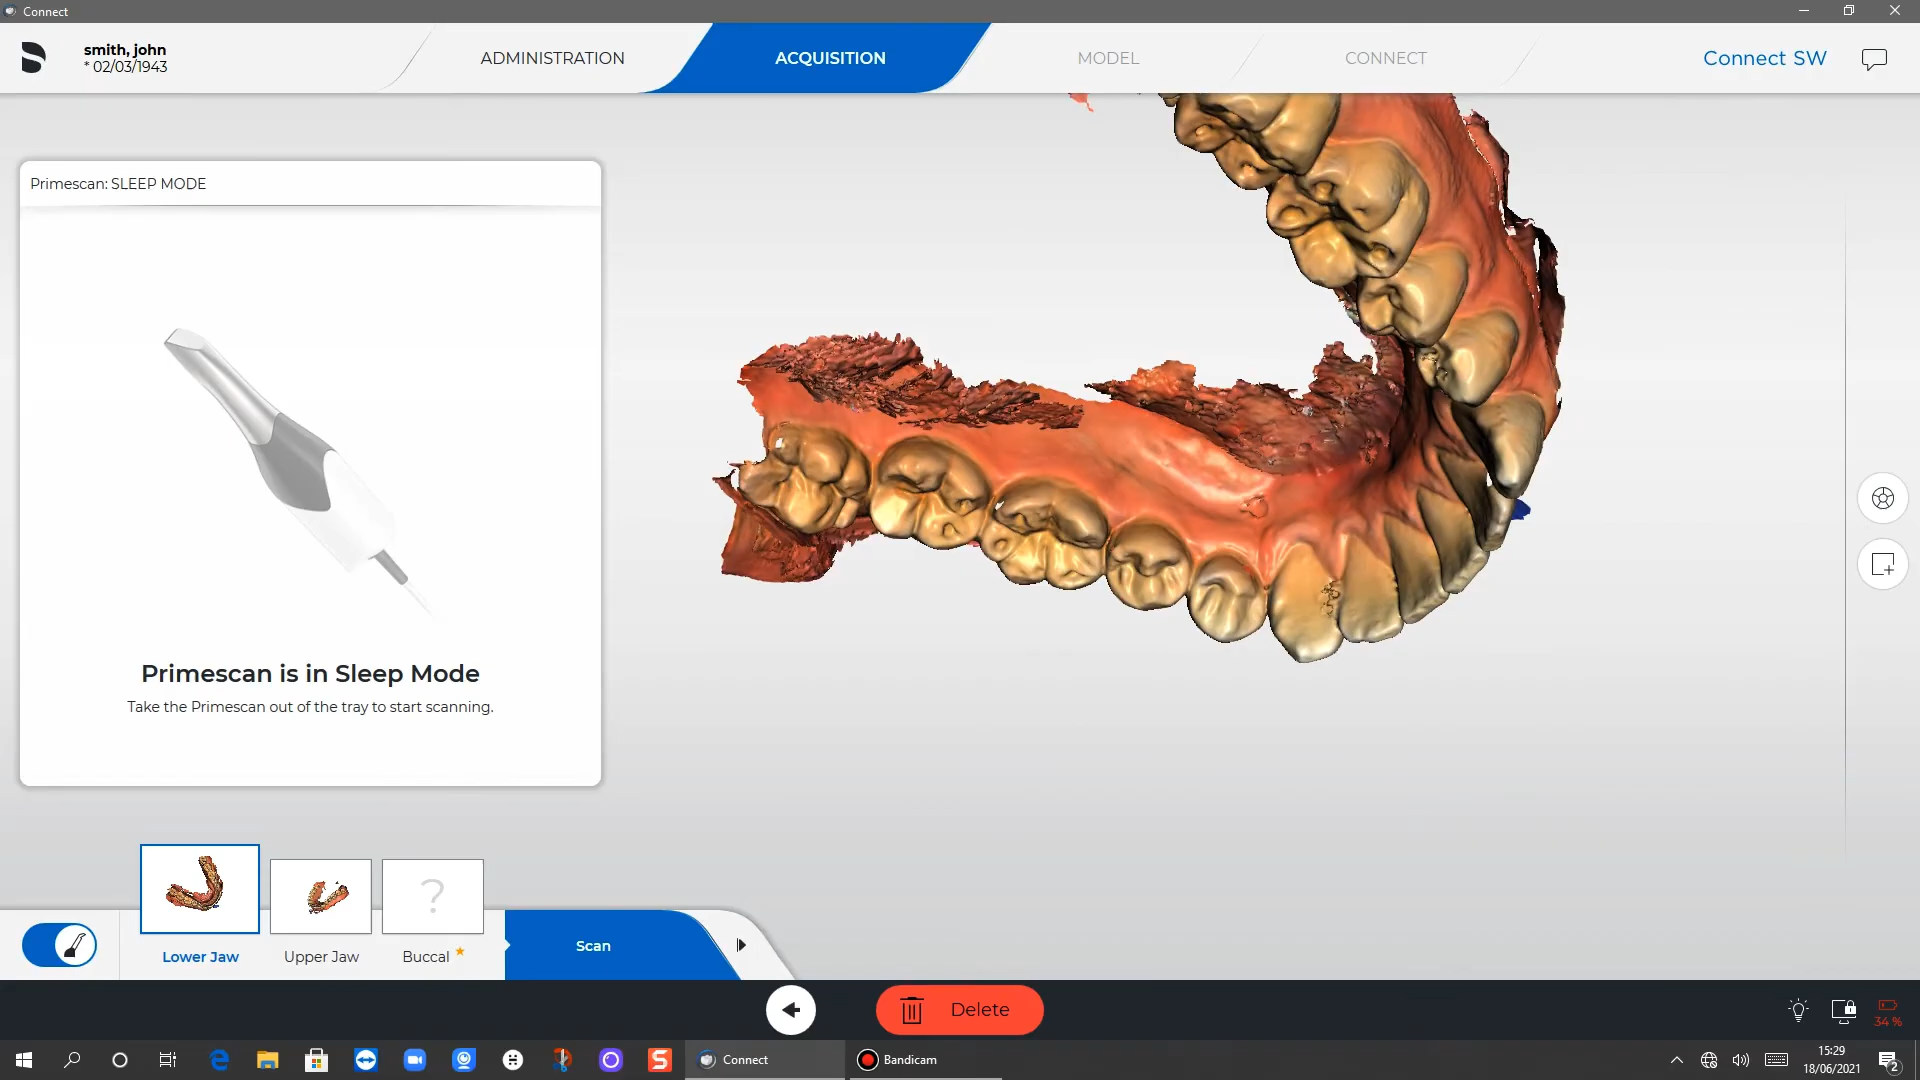 Connect
smith, john
* 02/03/1943
ADMINISTRATION
ACQUISITION
MODEL
CONNECT
Connect SW
Primescan: SLEEP MODE
Primescan is in Sleep Mode
Take the Primescan out of the tray to start scanning.
?
Lower Jaw
Upper Jaw
Buccal
Scan
Delete
34 %
Connect
Bandicam
15:29
18/06/2021
2